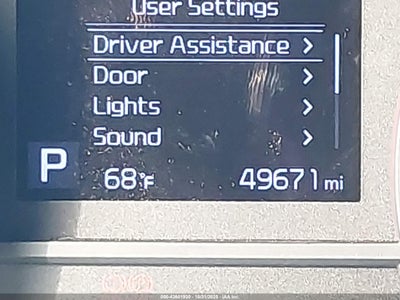 User Settings
Driver Assistance >
Door >
Lights >
Sound >
P
68°F 49671 mi